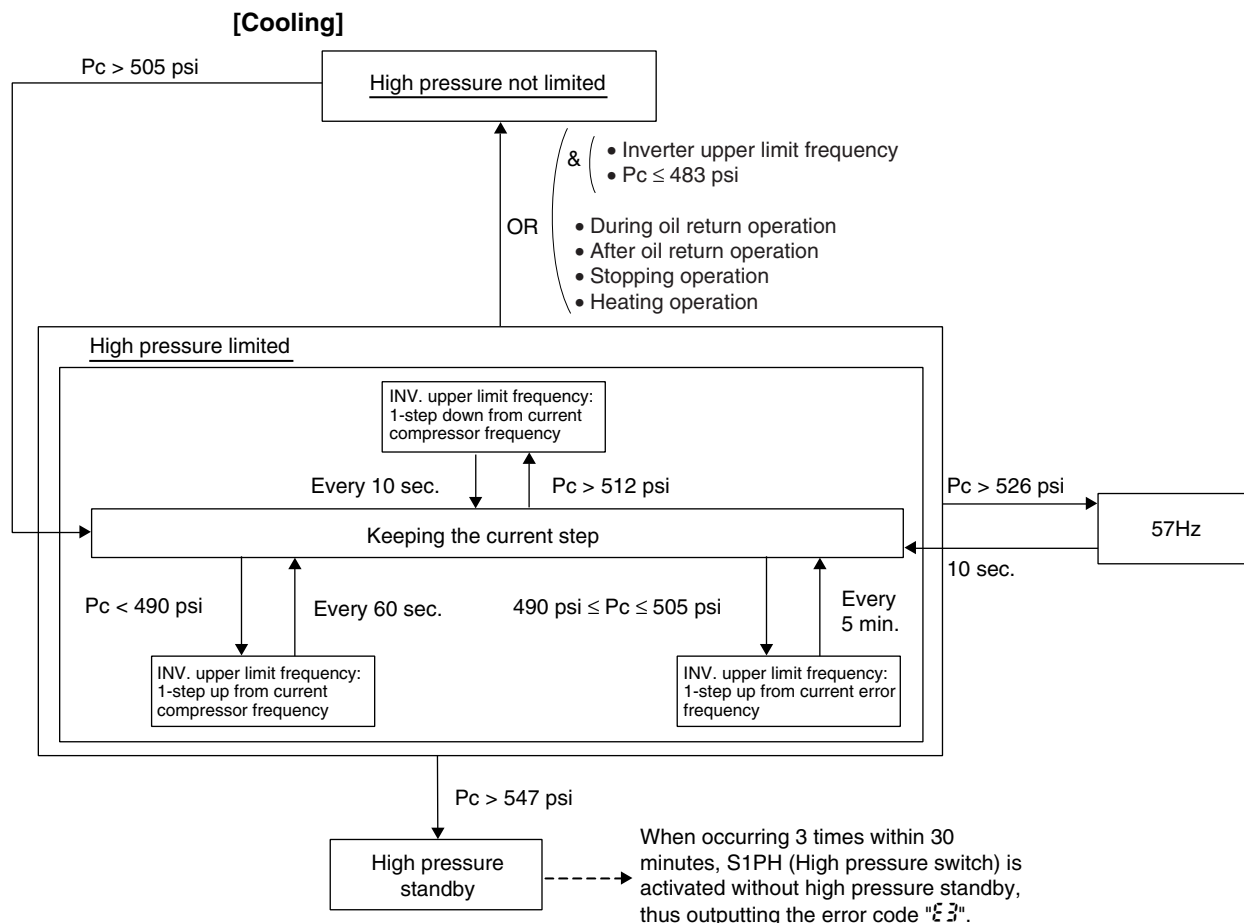 [Cooling]
Pc > 505 psi
High pressure not limited
&
• Inverter upper limit frequency
• Pc ≤ 483 psi
OR
• During oil return operation
• After oil return operation
• Stopping operation
• Heating operation
High pressure limited
INV. upper limit frequency:
1-step down from current
compressor frequency
Every 10 sec.
Pc > 512 psi
Pc > 526 psi
Keeping the current step
57Hz
10 sec.
Pc < 490 psi
Every 60 sec.
490 psi ≤ Pc ≤ 505 psi
Every
5 min.
INV. upper limit frequency:
1-step up from current
compressor frequency
INV. upper limit frequency:
1-step up from current error
frequency
Pc > 547 psi
High pressure
standby
When occurring 3 times within 30
minutes, S1PH (High pressure switch) is
activated without high pressure standby,
thus outputting the error code "E3".